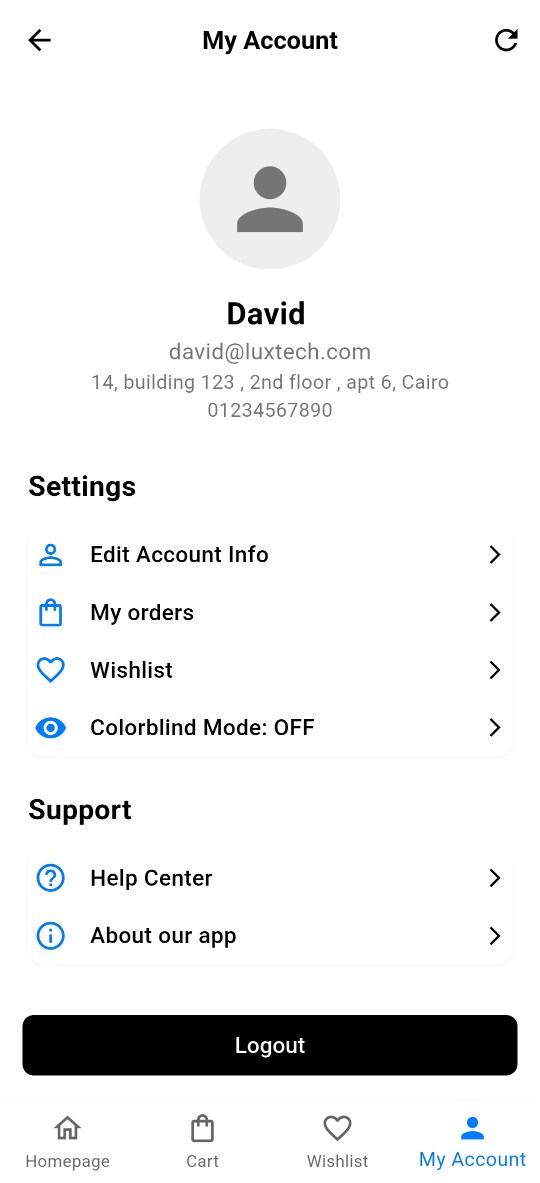 My Account
David
david@luxtech.com
14, building 123 , 2nd floor , apt 6, Cairo
01234567890
Settings
Edit Account Info
My orders
Wishlist
Colorblind Mode: OFF
Support
Help Center
About our app
Logout
Homepage
Cart
Wishlist
My Account